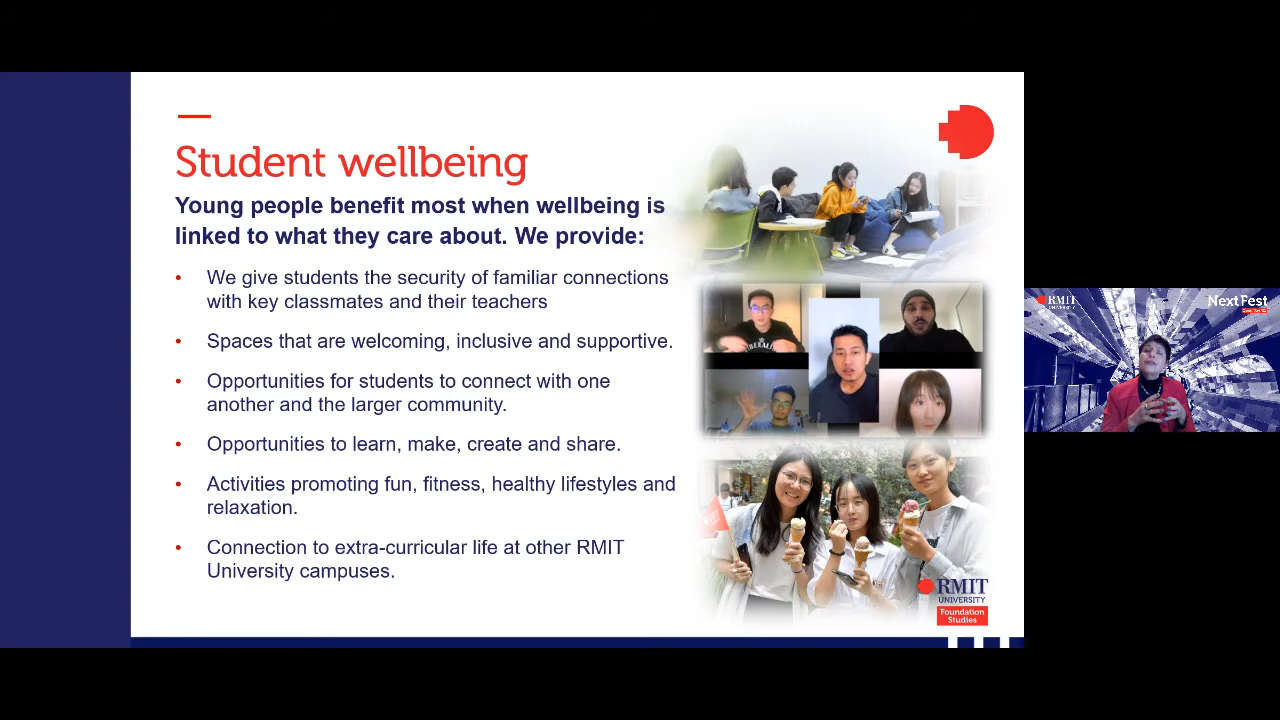 Student wellbeing
Young people benefit most when wellbeing is
linked to what they care about. We provide:
• We give students the security of familiar connections
with key classmates and their teachers
• Spaces that are welcoming, inclusive and supportive.
• Opportunities for students to connect with one
another and the larger community.
• Opportunities to learn, make, create and share.
• Activities promoting fun, fitness, healthy lifestyles and
relaxation.
• Connection to extra-curricular life at other RMIT
University campuses.
RMIT
UNIVERSITY
Foundation
Studies
RMIT
UNIVERSITY
Next Fest